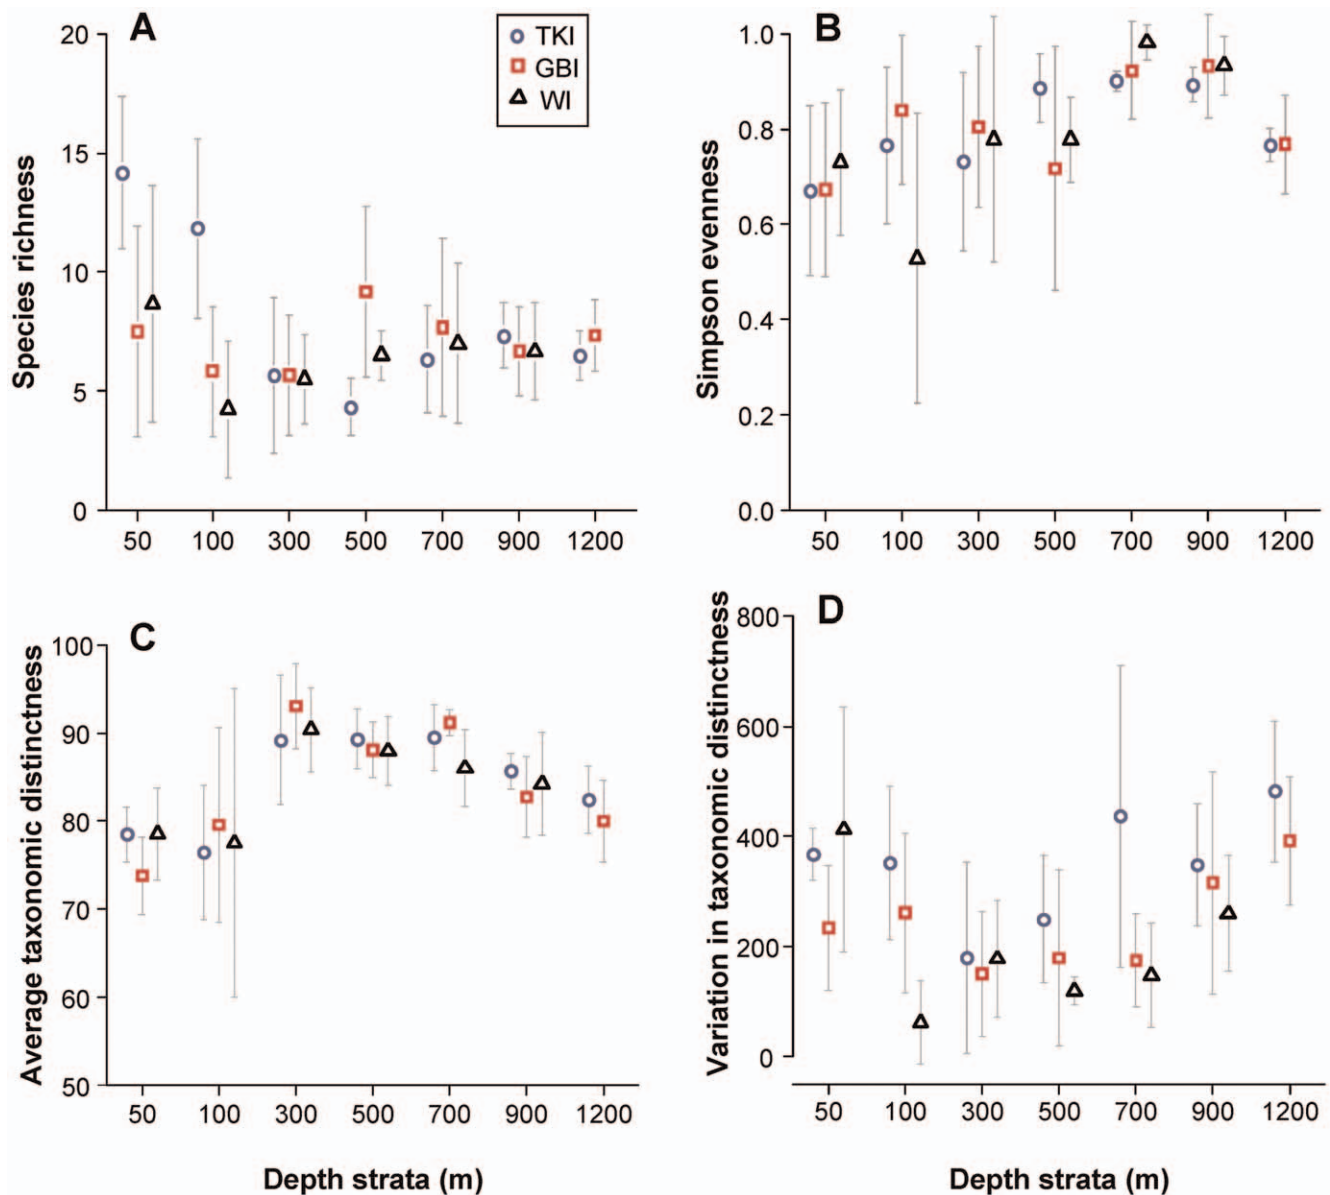 A
TKI
GBI
WI
Species richness
20
15
10
5
0
50 100 300 500 700 900 1200
B
Simpson evenness
1.0
0.8
0.6
0.4
0.2
0.0
50 100 300 500 700 900 1200
C
Average taxonomic distinctness
100
90
80
70
60
50
50 100 300 500 700 900 1200
Depth strata (m)
D
Variation in taxonomic distinctness
800
600
400
200
0
50 100 300 500 700 900 1200
Depth strata (m)